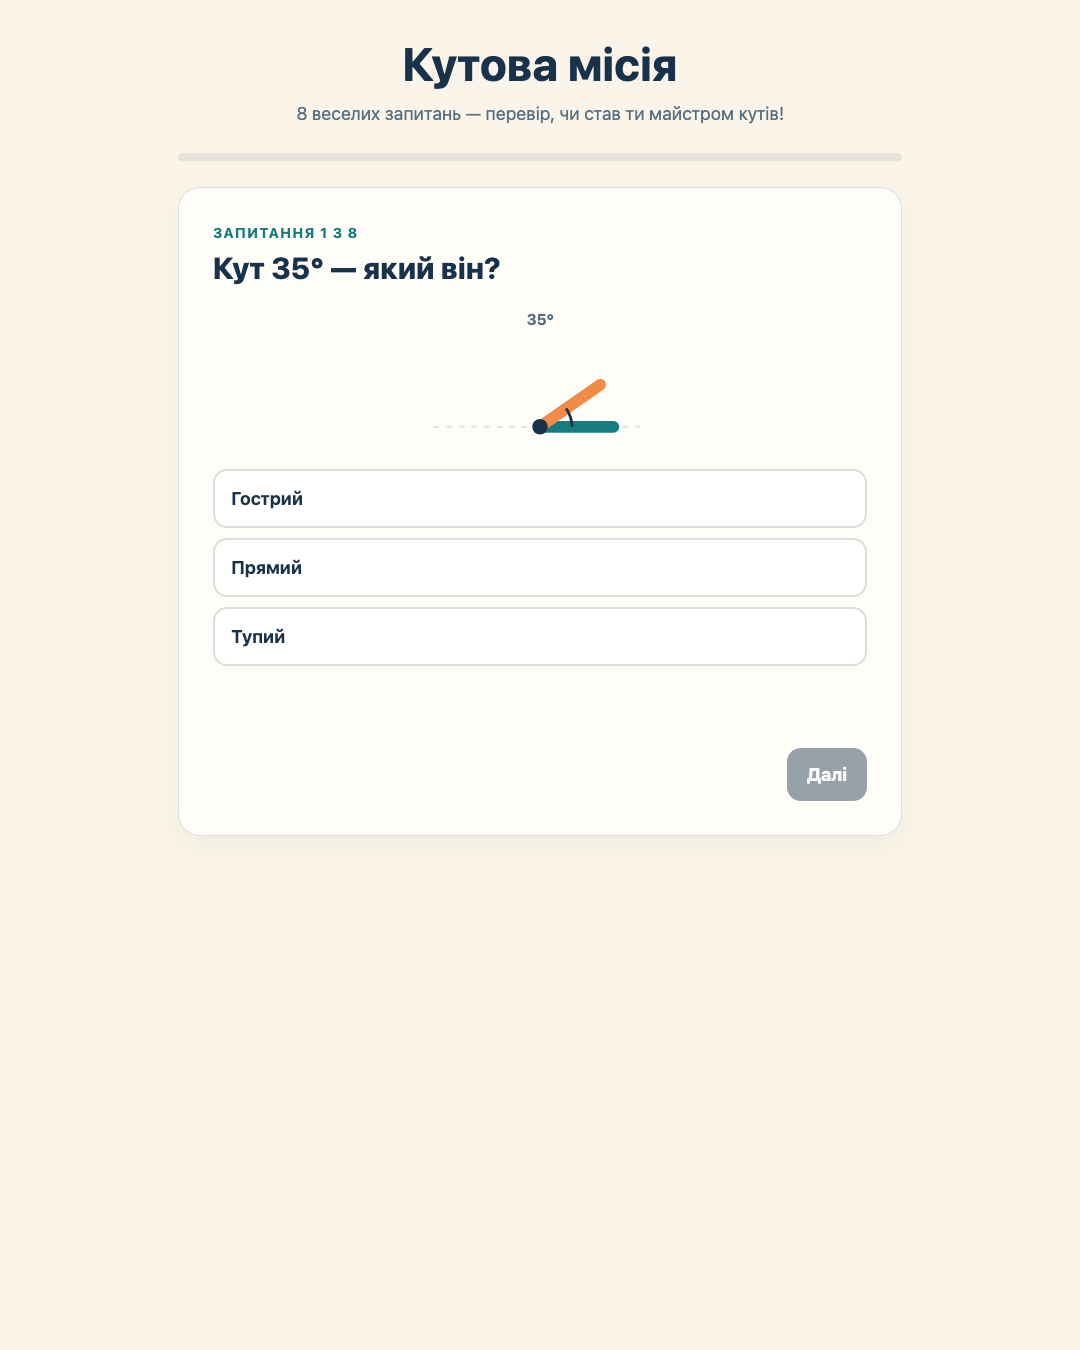 Кутова місія
8 веселих запитань — перевір, чи став ти майстром кутів!
ЗАПИТАННЯ 1 З 8
Кут 35° — який він?
35°
Гострий
Прямий
Тупий
Далі